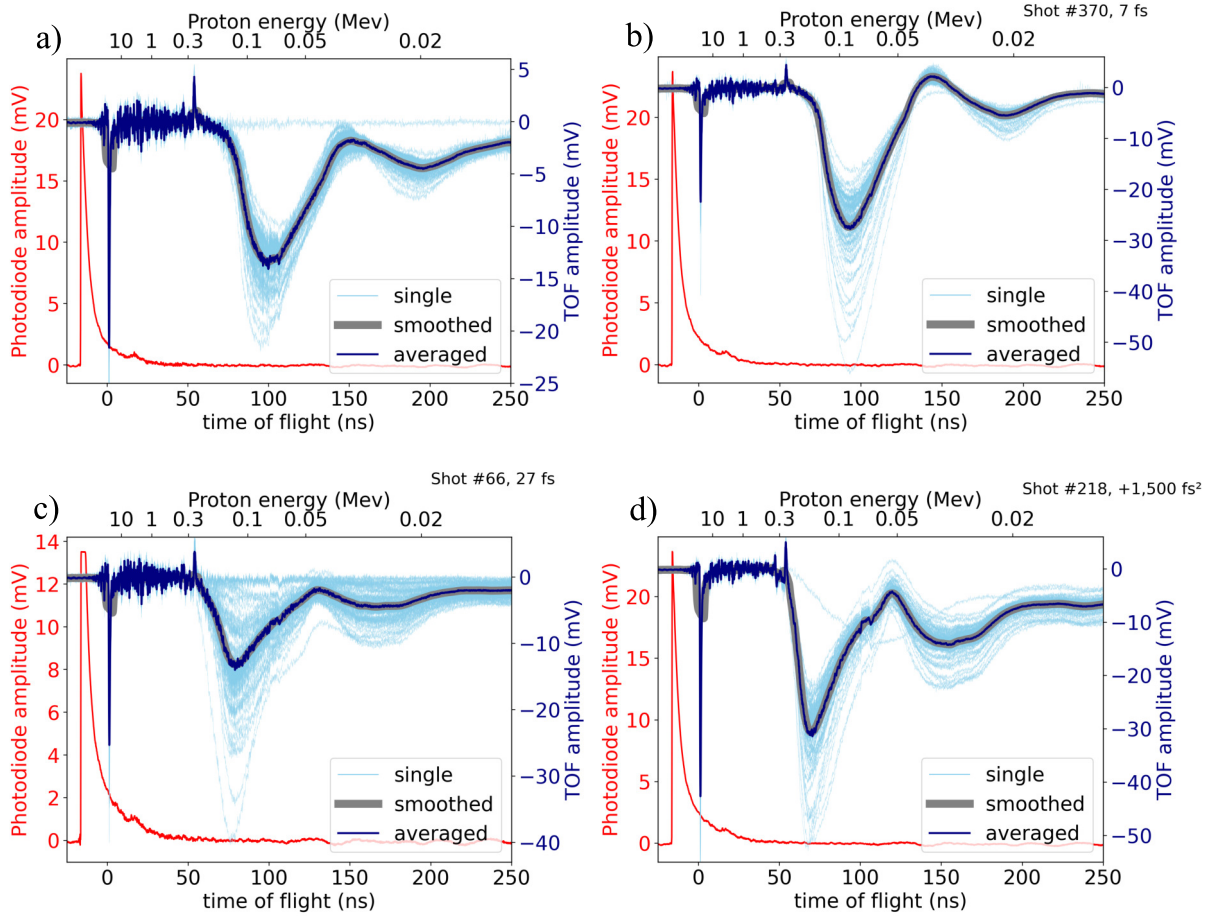 a)
Proton energy (Mev)
10 1 0.3 0.1 0.05 0.02
Photodiode amplitude (mV)
20
15
10
5
0
TOF amplitude (mV)
5
0
−5
−10
−15
−20
−25
single
smoothed
averaged
0 50 100 150 200 250
time of flight (ns)
b)
Shot #370, 7 fs
Proton energy (Mev)
10 1 0.3 0.1 0.05 0.02
Photodiode amplitude (mV)
20
15
10
5
0
TOF amplitude (mV)
0
−10
−20
−30
−40
−50
single
smoothed
averaged
0 50 100 150 200 250
time of flight (ns)
c)
Shot #66, 27 fs
Proton energy (Mev)
10 1 0.3 0.1 0.05 0.02
Photodiode amplitude (mV)
14
12
10
8
6
4
2
0
TOF amplitude (mV)
0
−10
−20
−30
−40
single
smoothed
averaged
0 50 100 150 200 250
time of flight (ns)
d)
Shot #218, +1,500 fs²
Proton energy (Mev)
10 1 0.3 0.1 0.05 0.02
Photodiode amplitude (mV)
20
15
10
5
0
TOF amplitude (mV)
0
−10
−20
−30
−40
−50
single
smoothed
averaged
0 50 100 150 200 250
time of flight (ns)